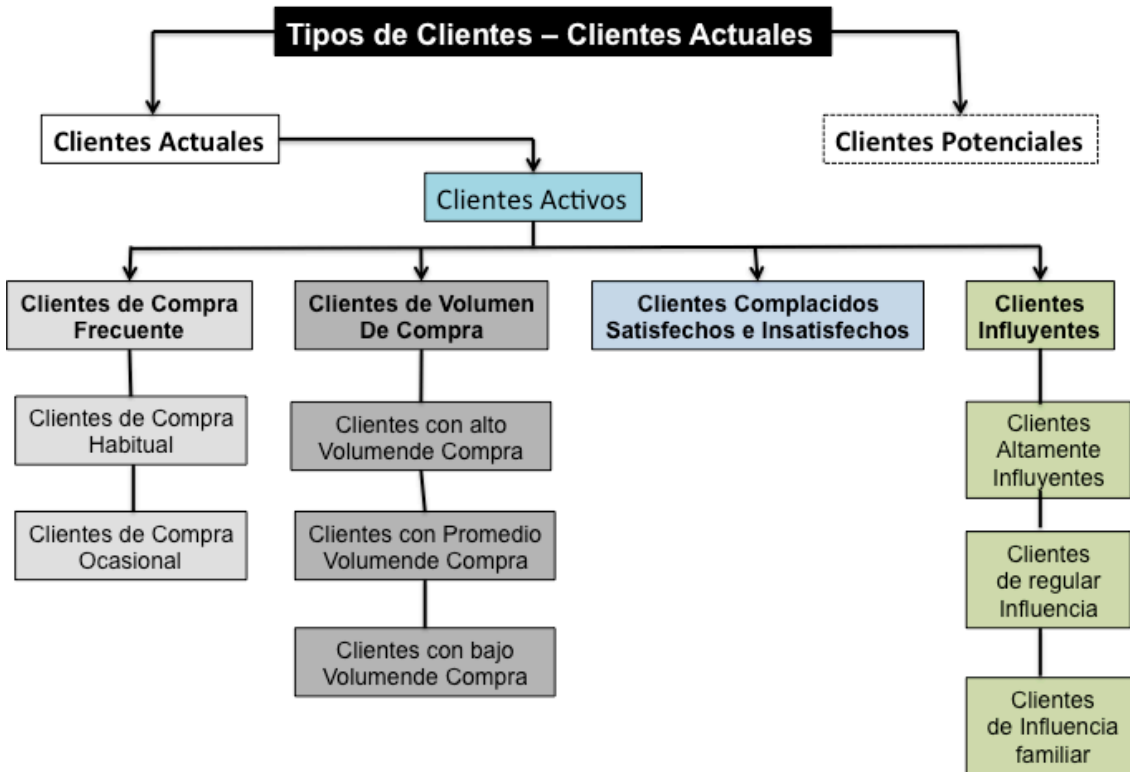 Tipos de Clientes – Clientes Actuales
Clientes Actuales
Clientes Potenciales
Clientes Activos
Clientes de Compra
Frecuente
Clientes de Compra
Habitual
Clientes de Compra
Ocasional
Clientes de Volumen
De Compra
Clientes con alto
Volumende Compra
Clientes con Promedio
Volumende Compra
Clientes con bajo
Volumende Compra
Clientes Complacidos
Satisfechos e Insatisfechos
Clientes
Influyentes
Clientes
Altamente
Influyentes
Clientes
de regular
Influencia
Clientes
de Influencia
familiar